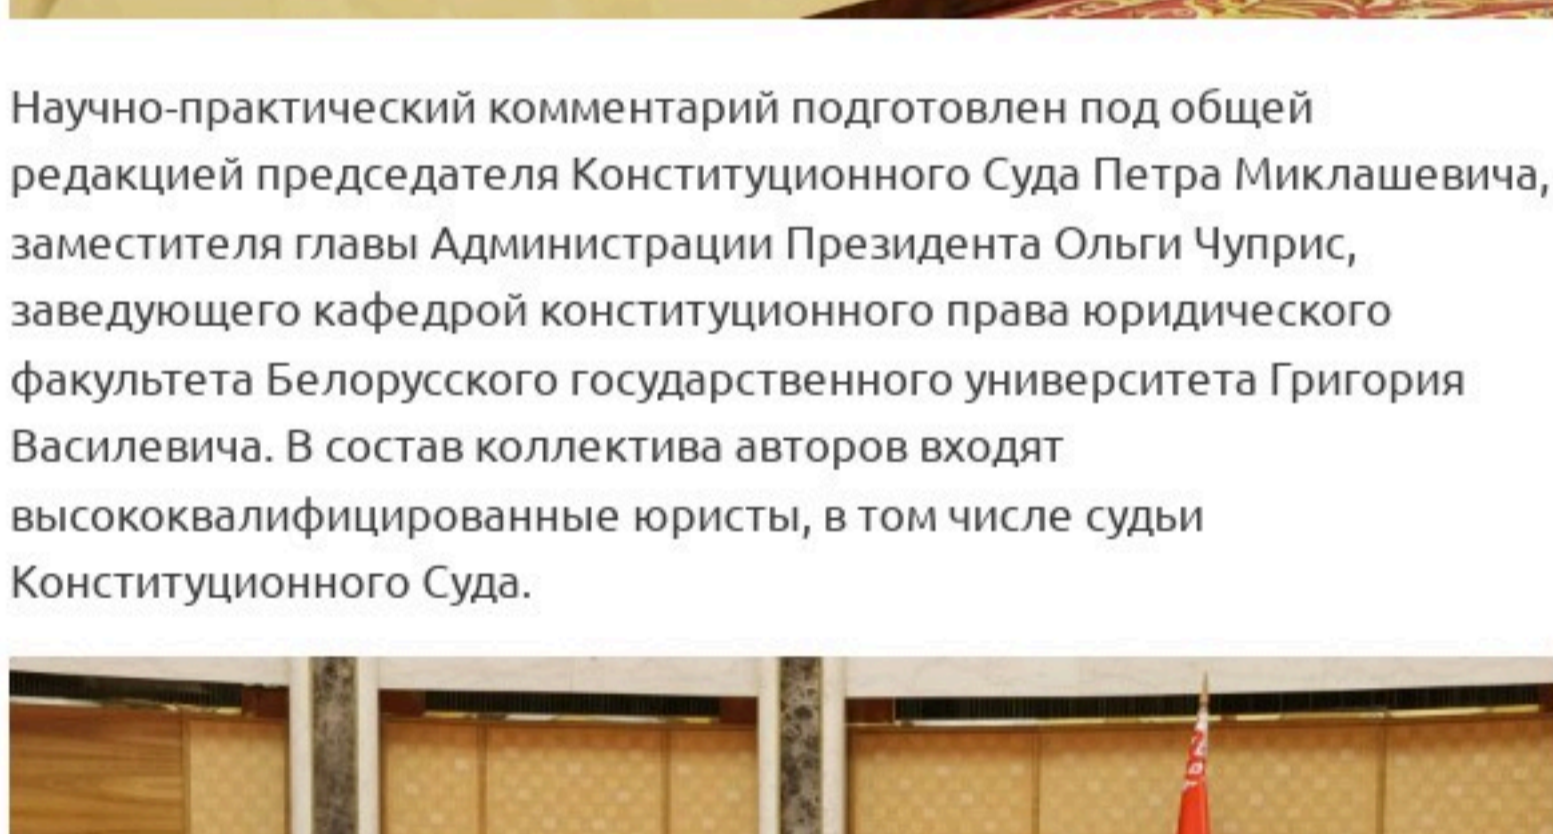 Научно-практический комментарий подготовлен под общей
редакцией председателя Конституционного Суда Петра Миклашевича,
заместителя главы Администрации Президента Ольги Чуприс,
заведующего кафедрой конституционного права юридического
факультета Белорусского государственного университета Григория
Василевича. В состав коллектива авторов входят
высококвалифицированные юристы, в том числе судьи
Конституционного Суда.